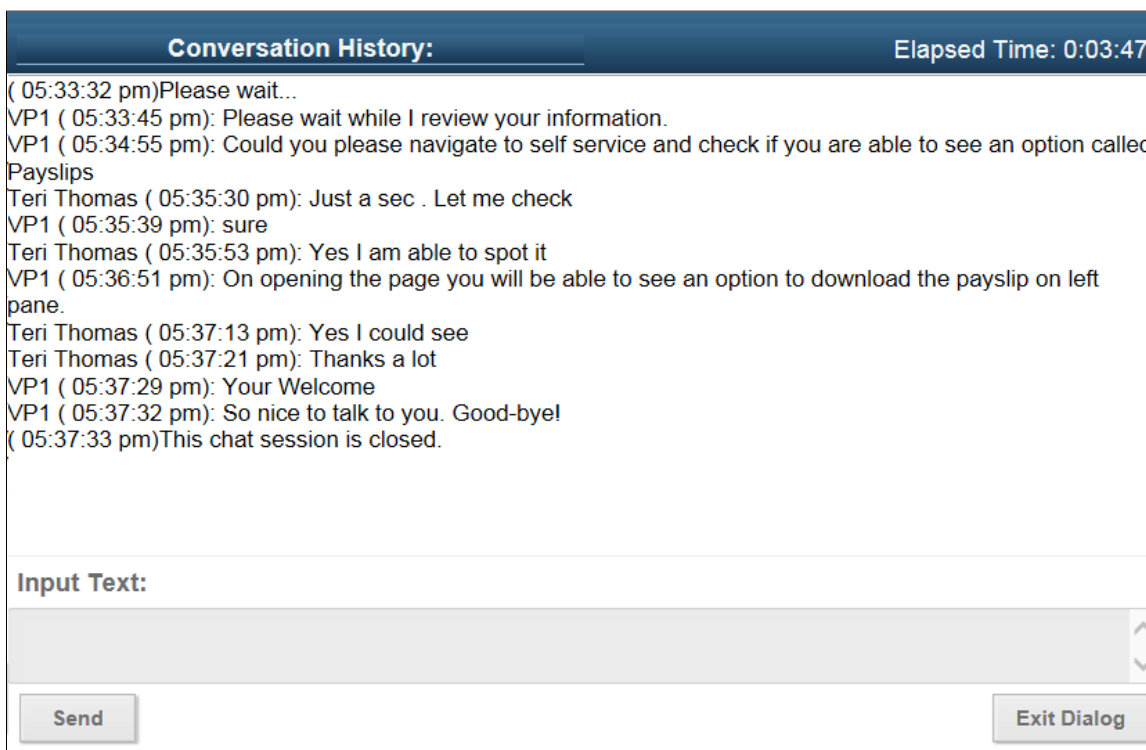 Conversation History: Elapsed Time: 0:03:47
( 05:33:32 pm)Please wait...
VP1 ( 05:33:45 pm): Please wait while I review your information.
VP1 ( 05:34:55 pm): Could you please navigate to self service and check if you are able to see an option called
Payslips
Teri Thomas ( 05:35:30 pm): Just a sec . Let me check
VP1 ( 05:35:39 pm): sure
Teri Thomas ( 05:35:53 pm): Yes I am able to spot it
VP1 ( 05:36:51 pm): On opening the page you will be able to see an option to download the payslip on left
pane.
Teri Thomas ( 05:37:13 pm): Yes I could see
Teri Thomas ( 05:37:21 pm): Thanks a lot
VP1 ( 05:37:29 pm): Your Welcome
VP1 ( 05:37:32 pm): So nice to talk to you. Good-bye!
( 05:37:33 pm)This chat session is closed.
Input Text:
Send Exit Dialog